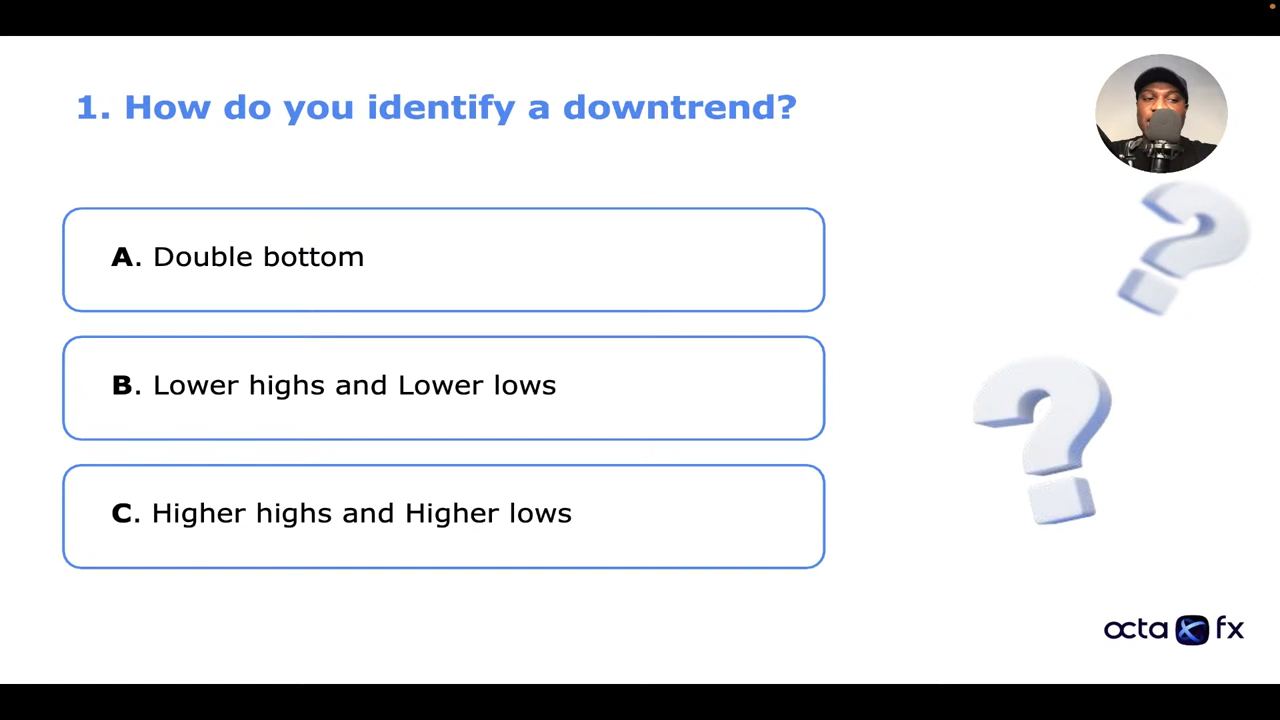 1. How do you identify a downtrend?
A. Double bottom
B. Lower highs and Lower lows
C. Higher highs and Higher lows
octa fx